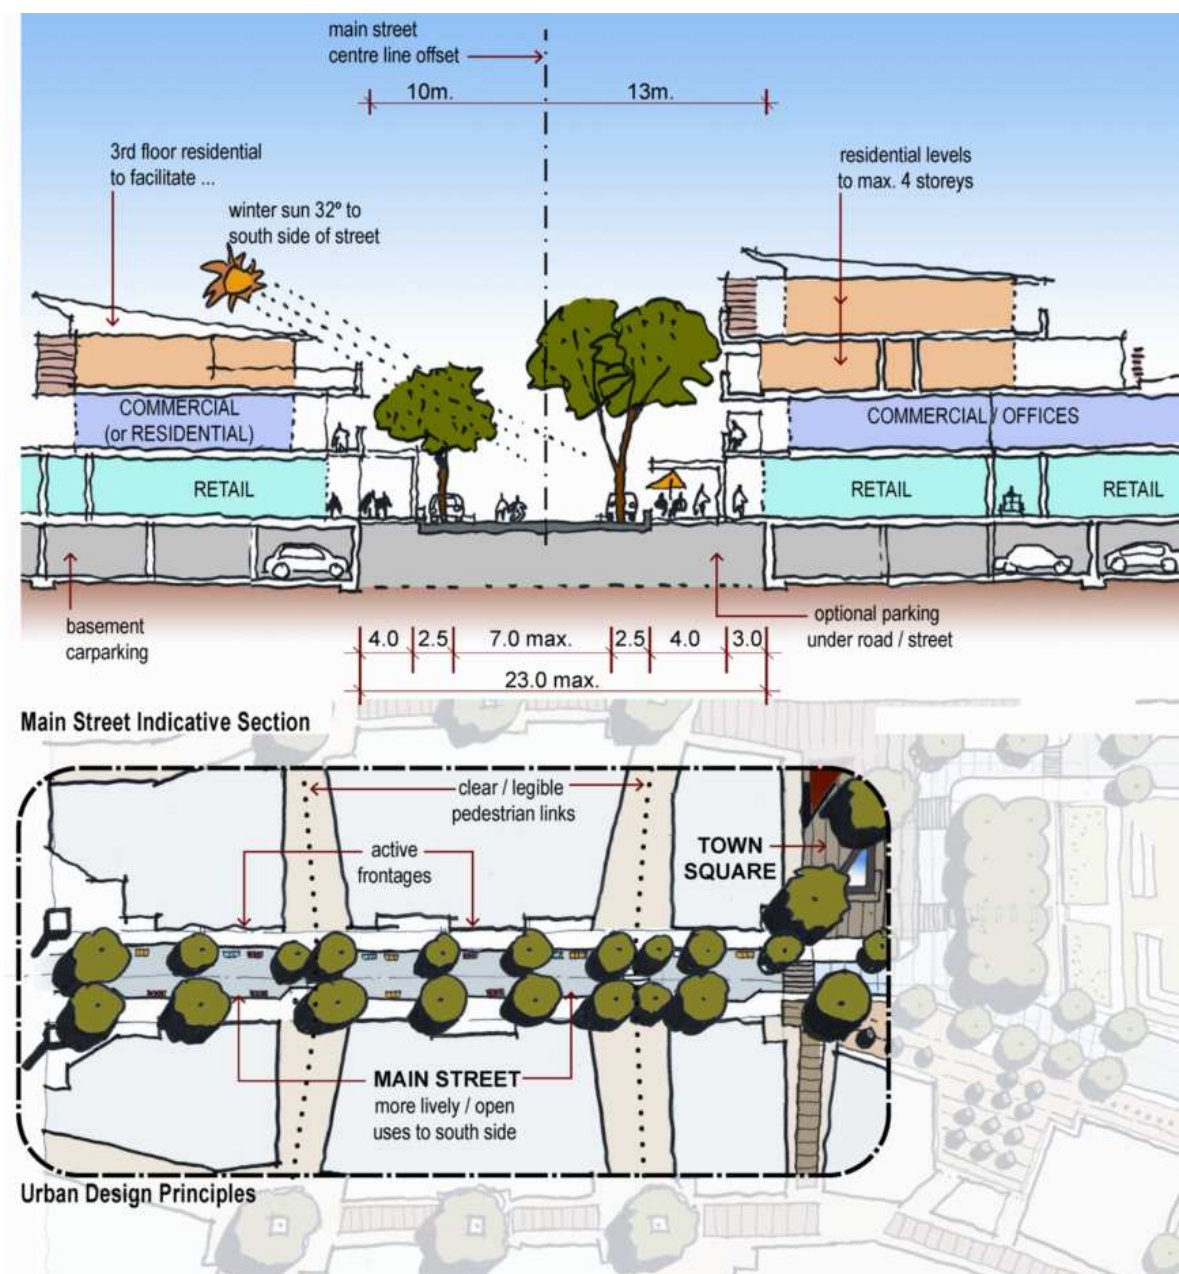 main street
centre line offset
10m.
13m.
3rd floor residential
to facilitate ...
residential levels
to max. 4 storeys
winter sun 32º to
south side of street
COMMERCIAL
(or RESIDENTIAL)
COMMERCIAL / OFFICES
RETAIL
RETAIL
RETAIL
basement
carparking
optional parking
under road / street
4.0
2.5
7.0 max.
2.5
4.0
3.0
23.0 max.
Main Street Indicative Section
clear / legible
pedestrian links
active
frontages
TOWN
SQUARE
MAIN STREET
more lively / open
uses to south side
Urban Design Principles